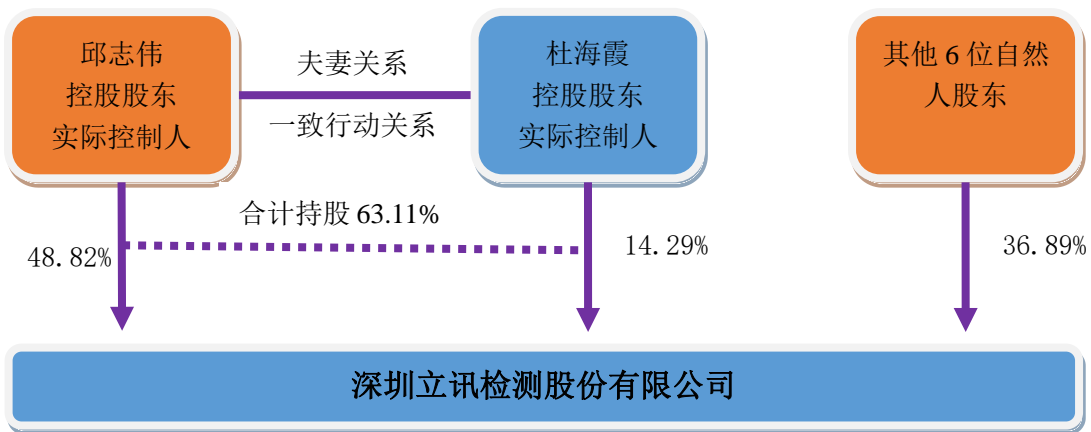 邱志伟
控股股东
实际控制人
夫妻关系
一致行动关系
杜海霞
控股股东
实际控制人
其他 6 位自然
人股东
合计持股 63.11%
48.82%
14.29%
36.89%
深圳立讯检测股份有限公司